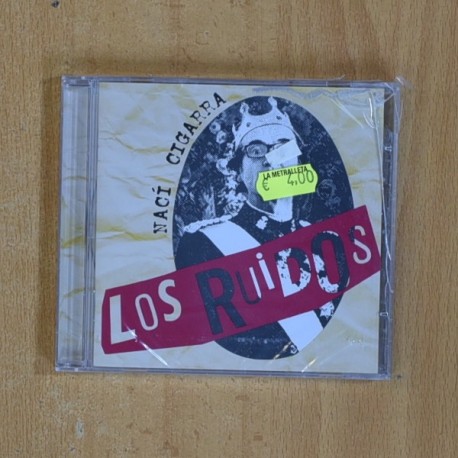 NACÍ CIGARRA
LA METRALLETA
€ 4,00
LOS RUIDOS